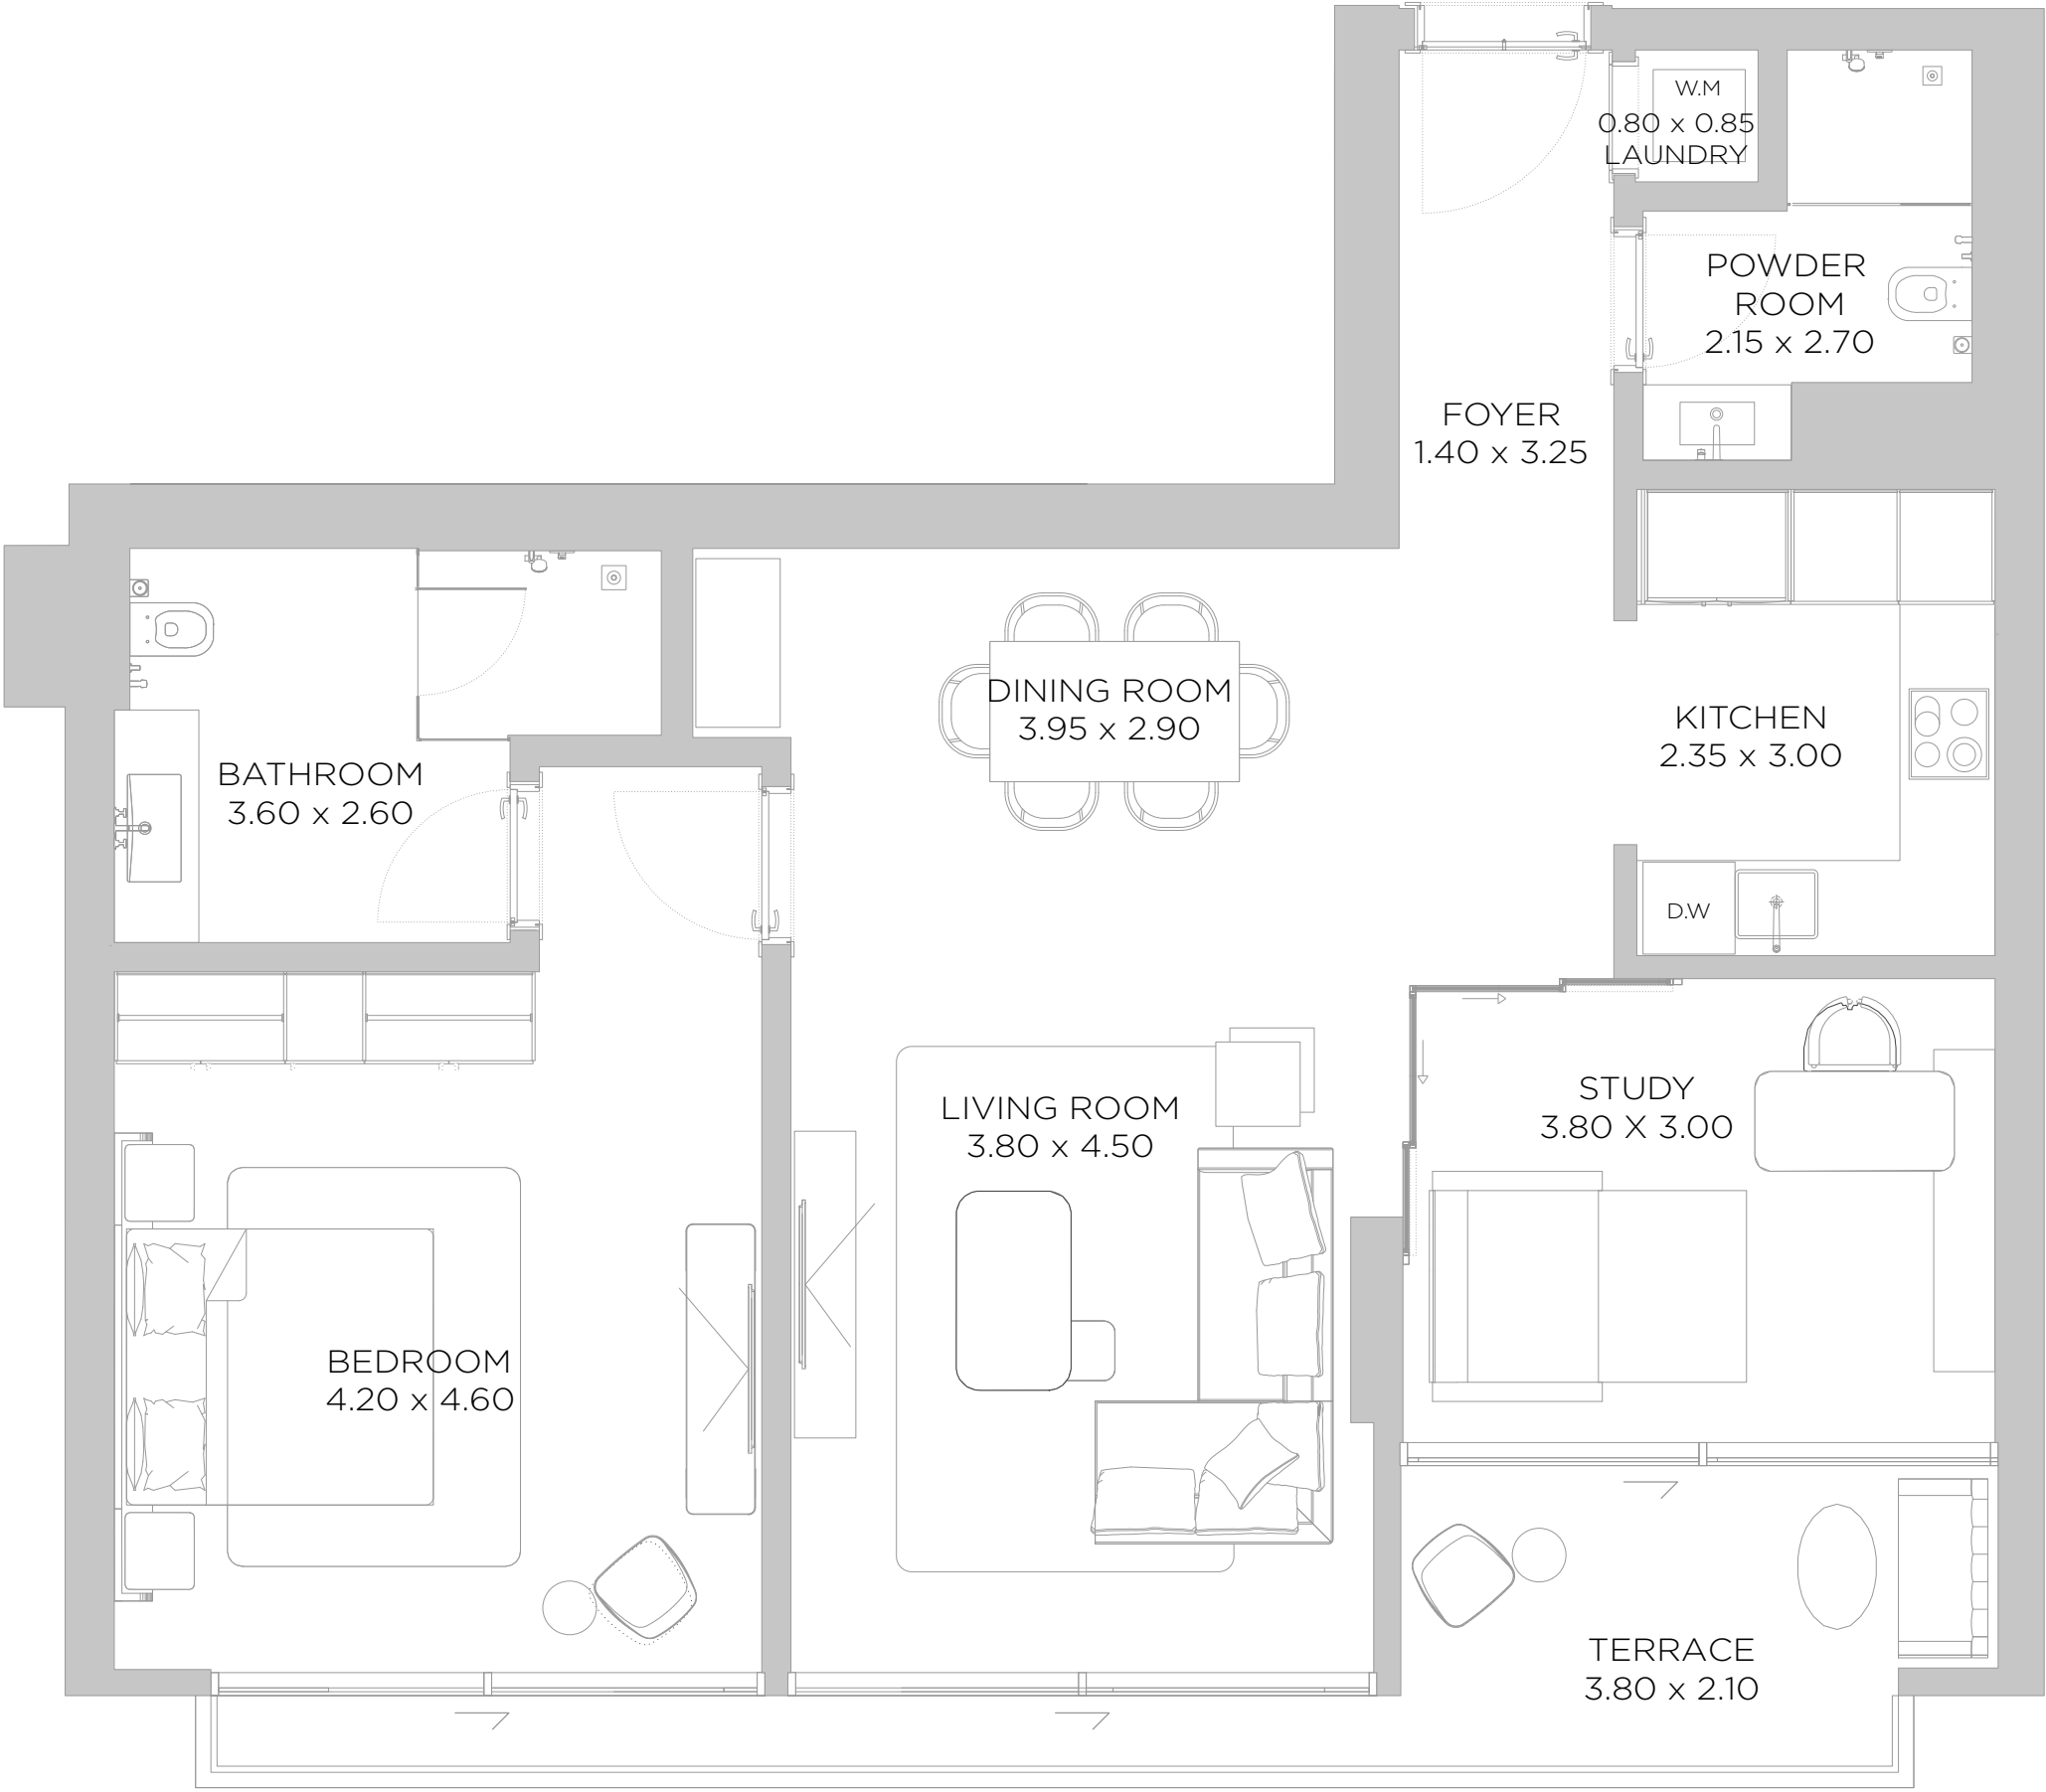 W.M
0.80 x 0.85
LAUNDRY
POWDER
ROOM
2.15 x 2.70
FOYER
1.40 x 3.25
DINING ROOM
3.95 x 2.90
KITCHEN
2.35 x 3.00
BATHROOM
3.60 x 2.60
D.W
STUDY
3.80 X 3.00
LIVING ROOM
3.80 x 4.50
BEDROOM
4.20 x 4.60
TERRACE
3.80 x 2.10